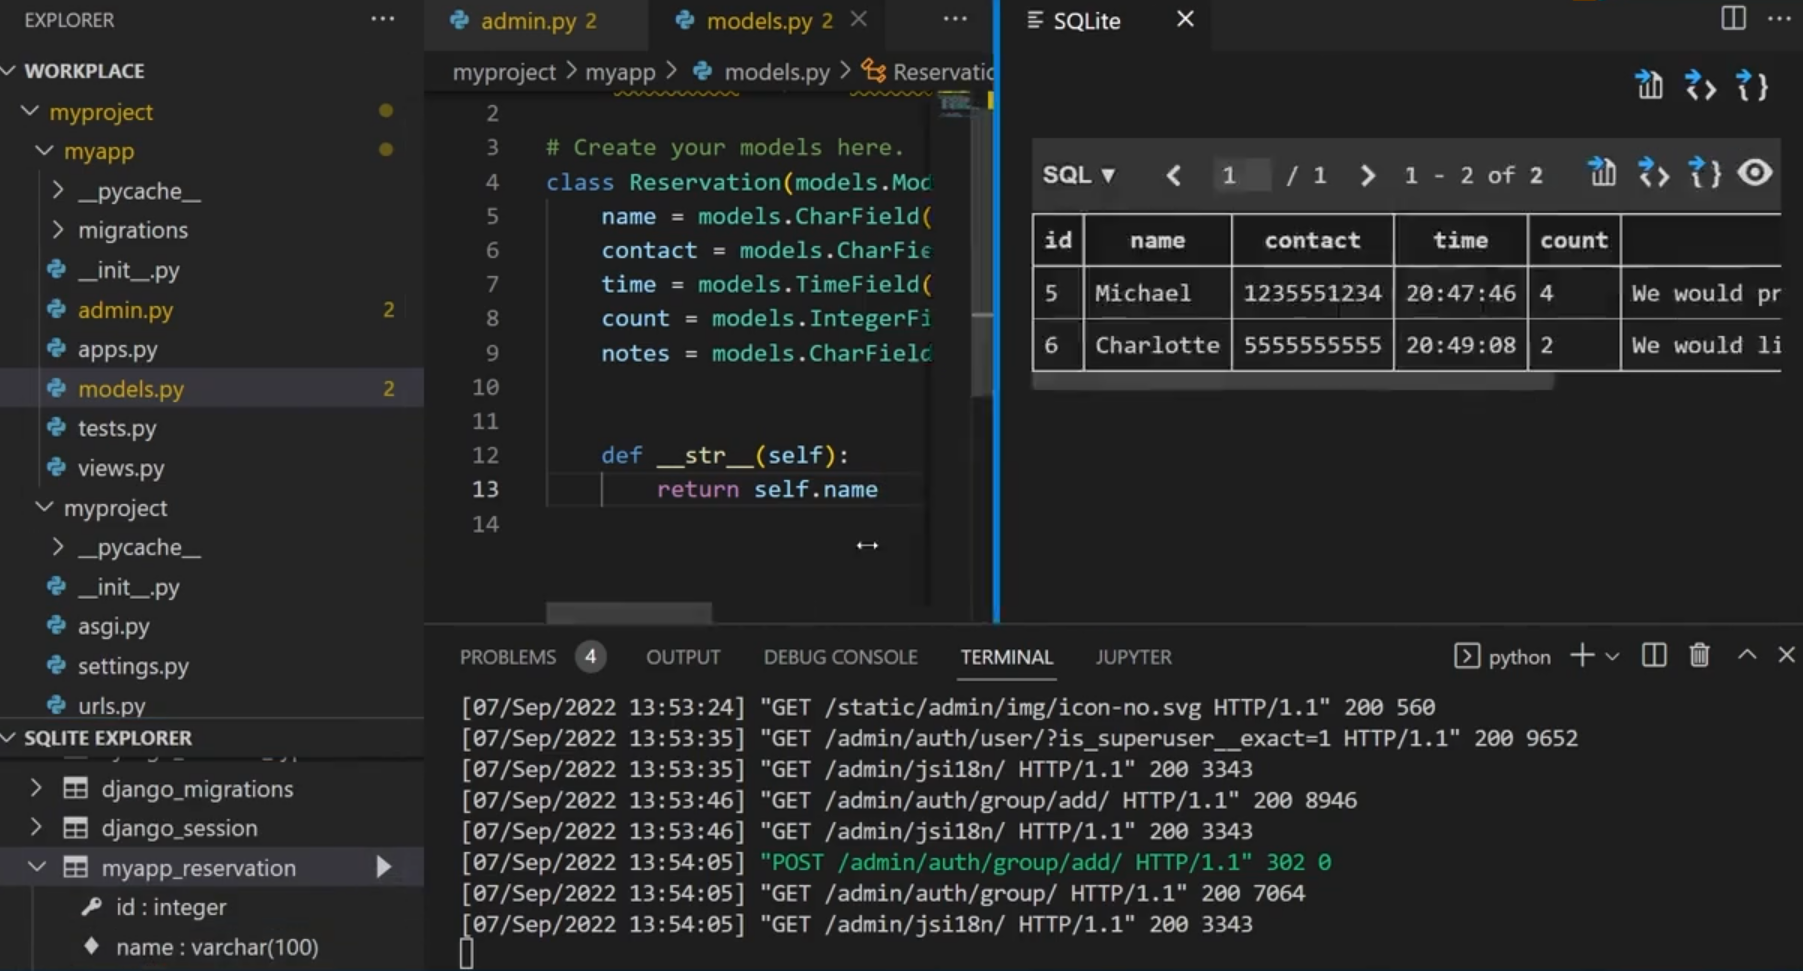 EXPLORER
WORKPLACE
myproject
myapp
__pycache__
migrations
__init__.py
admin.py 2
apps.py
models.py 2
tests.py
views.py
myproject
__pycache__
__init__.py
asgi.py
settings.py
urls.py
SQLITE EXPLORER
django_migrations
django_session
myapp_reservation
id : integer
name : varchar(100)
admin.py 2
models.py 2
myproject > myapp > models.py > Reservatio
2
3 # Create your models here.
4 class Reservation(models.Mod
5 name = models.CharField(
6 contact = models.CharFie
7 time = models.TimeField(
8 count = models.IntegerFi
9 notes = models.CharField
10
11
12 def __str__(self):
13 return self.name
14
SQLite
SQL ▼ < 1 / 1 > 1 - 2 of 2
id name contact time count
5 Michael 1235551234 20:47:46 4 We would pr
6 Charlotte 5555555555 20:49:08 2 We would li
PROBLEMS 4 OUTPUT DEBUG CONSOLE TERMINAL JUPYTER python
[07/Sep/2022 13:53:24] "GET /static/admin/img/icon-no.svg HTTP/1.1" 200 560
[07/Sep/2022 13:53:35] "GET /admin/auth/user/?is_superuser__exact=1 HTTP/1.1" 200 9652
[07/Sep/2022 13:53:35] "GET /admin/jsi18n/ HTTP/1.1" 200 3343
[07/Sep/2022 13:53:46] "GET /admin/auth/group/add/ HTTP/1.1" 200 8946
[07/Sep/2022 13:53:46] "GET /admin/jsi18n/ HTTP/1.1" 200 3343
[07/Sep/2022 13:54:05] "POST /admin/auth/group/add/ HTTP/1.1" 302 0
[07/Sep/2022 13:54:05] "GET /admin/auth/group/ HTTP/1.1" 200 7064
[07/Sep/2022 13:54:05] "GET /admin/jsi18n/ HTTP/1.1" 200 3343